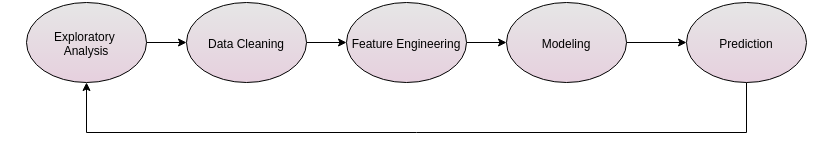 Exploratory
Analysis
Data Cleaning
Feature Engineering
Modeling
Prediction